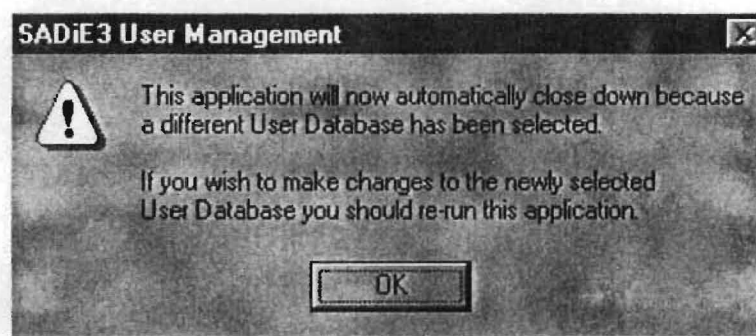 SADiE3 User Management
This application will now automatically close down because
a different User Database has been selected.
If you wish to make changes to the newly selected
User Database you should re-run this application.
OK